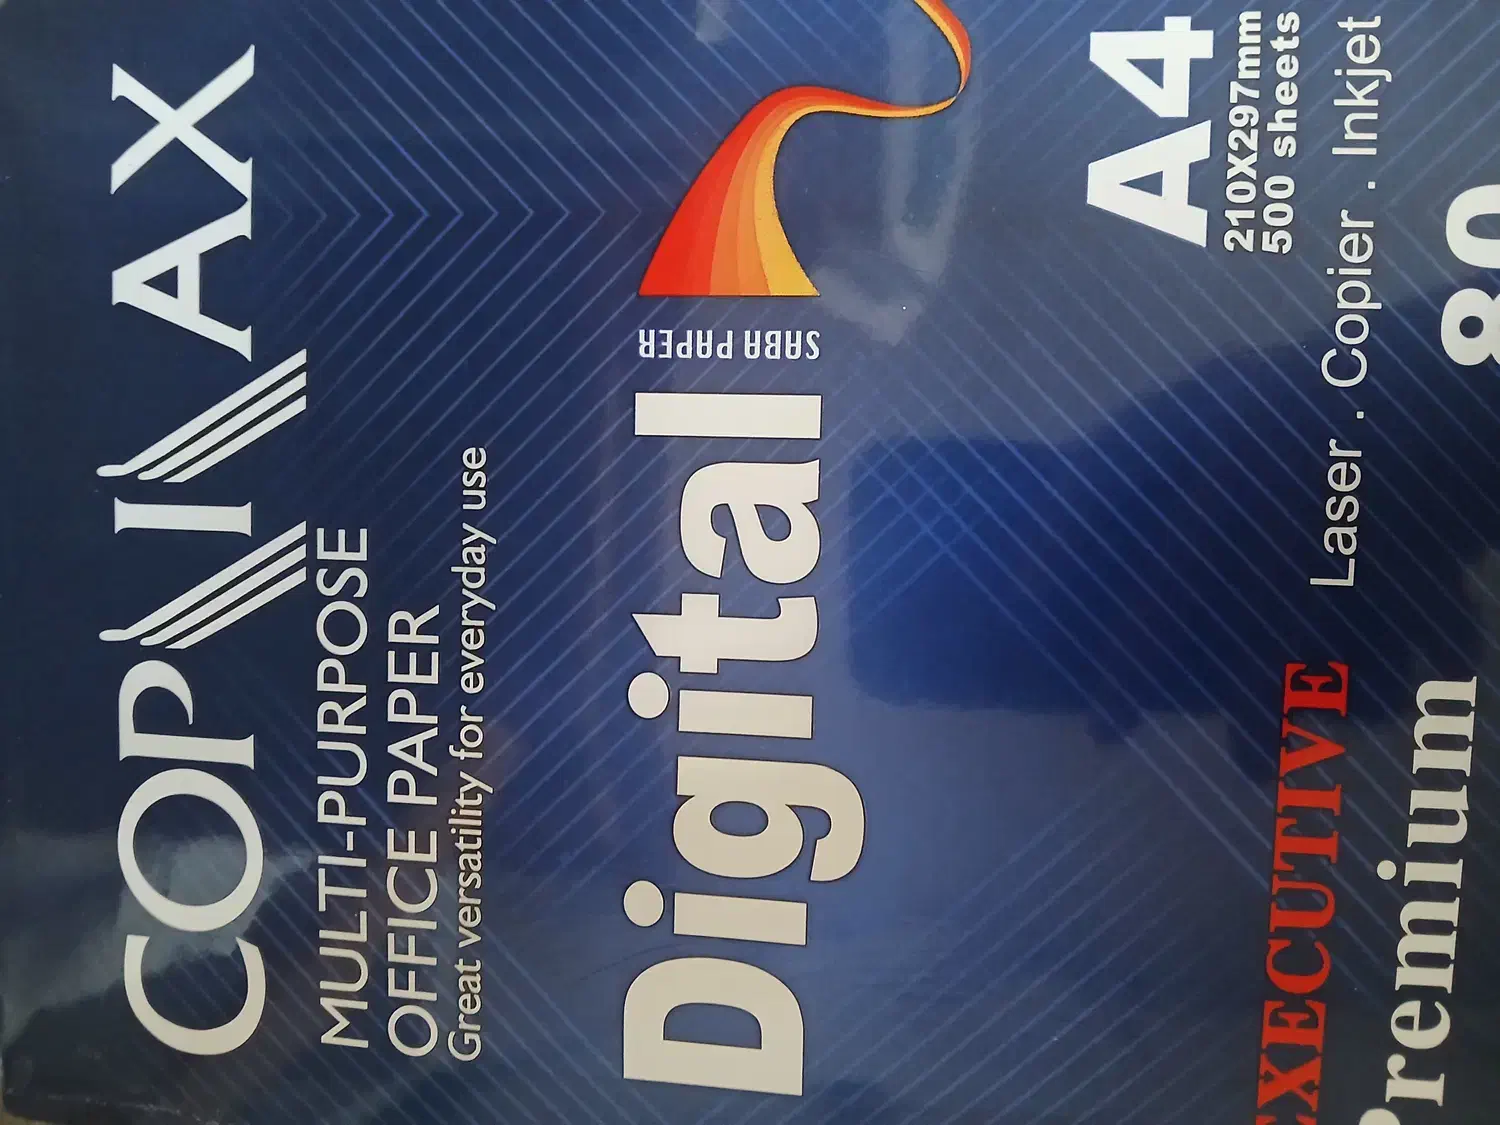 COPIMAX
MULTI-PURPOSE
OFFICE PAPER
Great versatility for everyday use
Digital
SABA PAPER
A4
210X297mm
500 sheets
Laser . Copier . Inkjet
EXECUTIVE
Premium
80